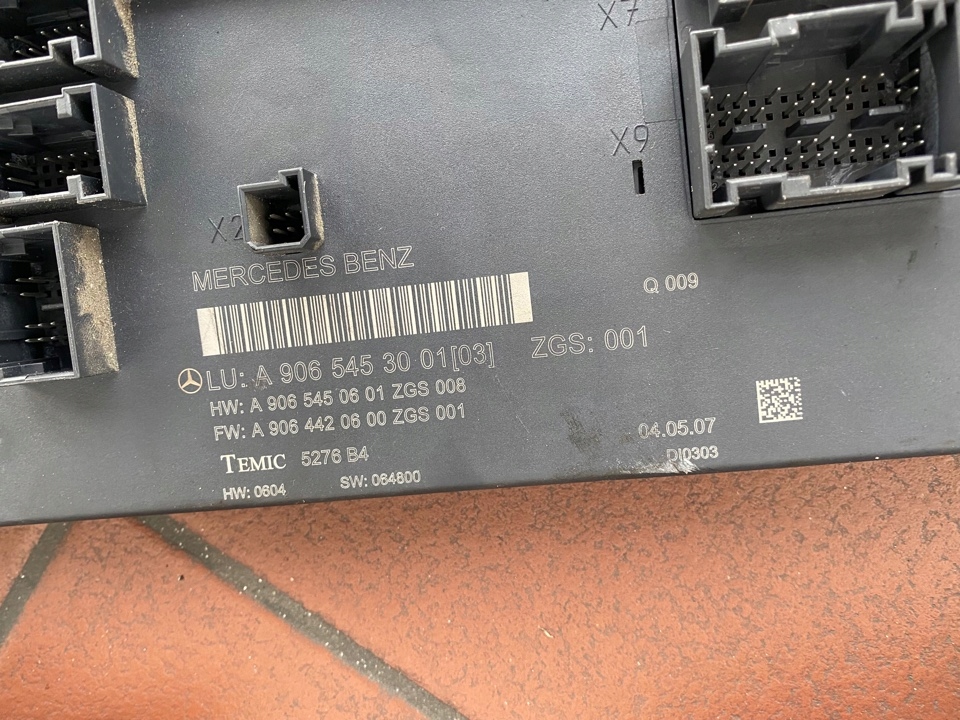 X7
X9
X2
MERCEDES BENZ
Q 009
LU: A 906 545 30 01[03] ZGS: 001
HW: A 906 545 06 01 ZGS 008
FW: A 906 442 06 00 ZGS 001
04.05.07
TEMIC 5276 B4
DI0303
HW: 0604 SW: 064800